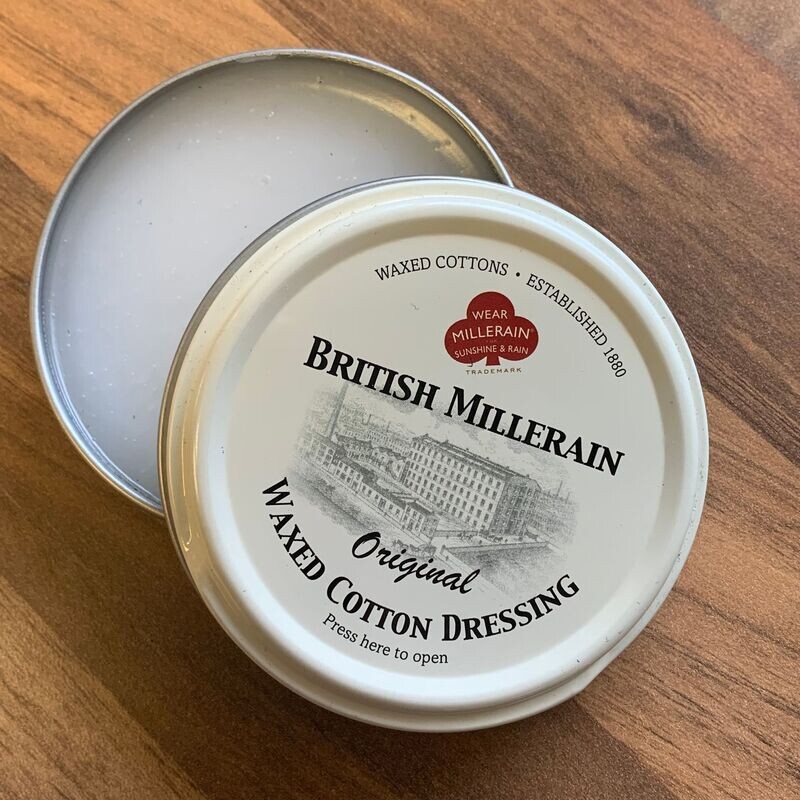 WAXED COTTONS • ESTABLISHED 1880
WEAR
MILLERAIN®
FOR
SUNSHINE & RAIN
TRADEMARK
BRITISH MILLERAIN
Original
WAXED COTTON DRESSING
Press here to open